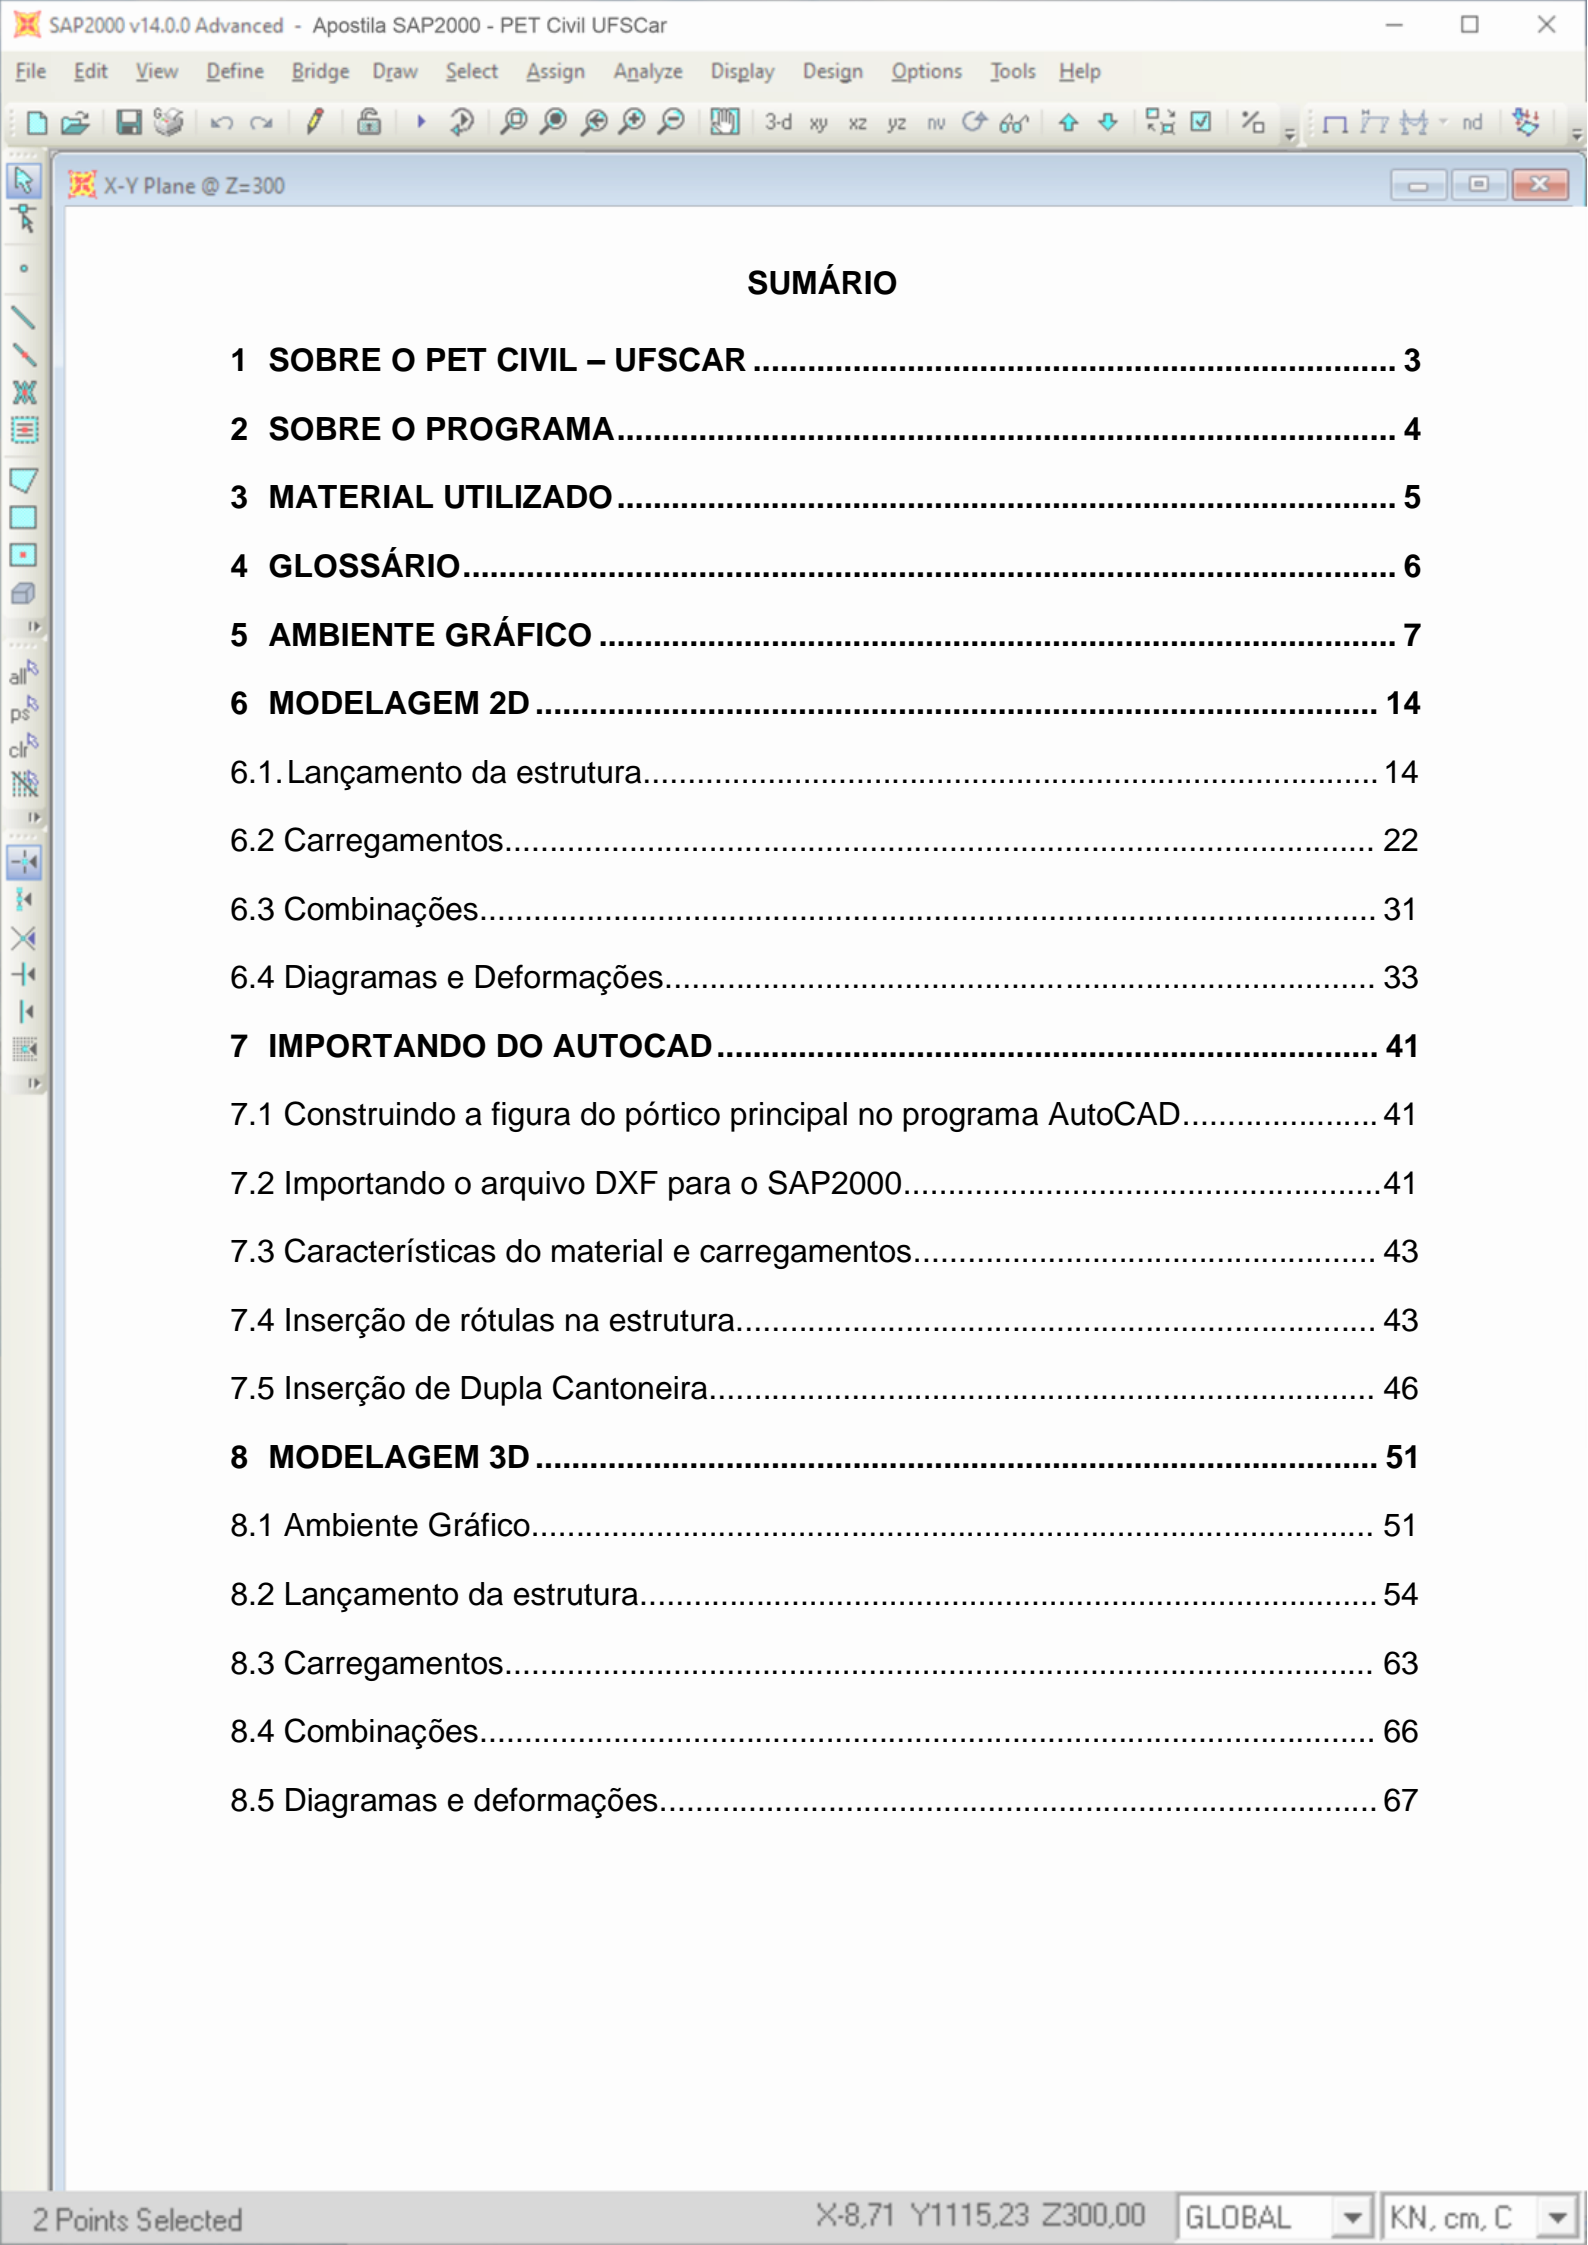 SAP2000 v14.0.0 Advanced - Apostila SAP2000 - PET Civil UFSCar
File Edit View Define Bridge Draw Select Assign Analyze Display Design Options Tools Help
3-d xy xz yz nv nd
X-Y Plane @ Z=300
all
ps
clr
SUMÁRIO
1 SOBRE O PET CIVIL – UFSCAR ........ 3
2 SOBRE O PROGRAMA ........ 4
3 MATERIAL UTILIZADO ........ 5
4 GLOSSÁRIO ........ 6
5 AMBIENTE GRÁFICO ........ 7
6 MODELAGEM 2D ........ 14
6.1. Lançamento da estrutura ........ 14
6.2 Carregamentos ........ 22
6.3 Combinações ........ 31
6.4 Diagramas e Deformações ........ 33
7 IMPORTANDO DO AUTOCAD ........ 41
7.1 Construindo a figura do pórtico principal no programa AutoCAD ........ 41
7.2 Importando o arquivo DXF para o SAP2000 ........ 41
7.3 Características do material e carregamentos ........ 43
7.4 Inserção de rótulas na estrutura ........ 43
7.5 Inserção de Dupla Cantoneira ........ 46
8 MODELAGEM 3D ........ 51
8.1 Ambiente Gráfico ........ 51
8.2 Lançamento da estrutura ........ 54
8.3 Carregamentos ........ 63
8.4 Combinações ........ 66
8.5 Diagramas e deformações ........ 67
2 Points Selected X-8,71 Y1115,23 Z300,00 GLOBAL KN, cm, C